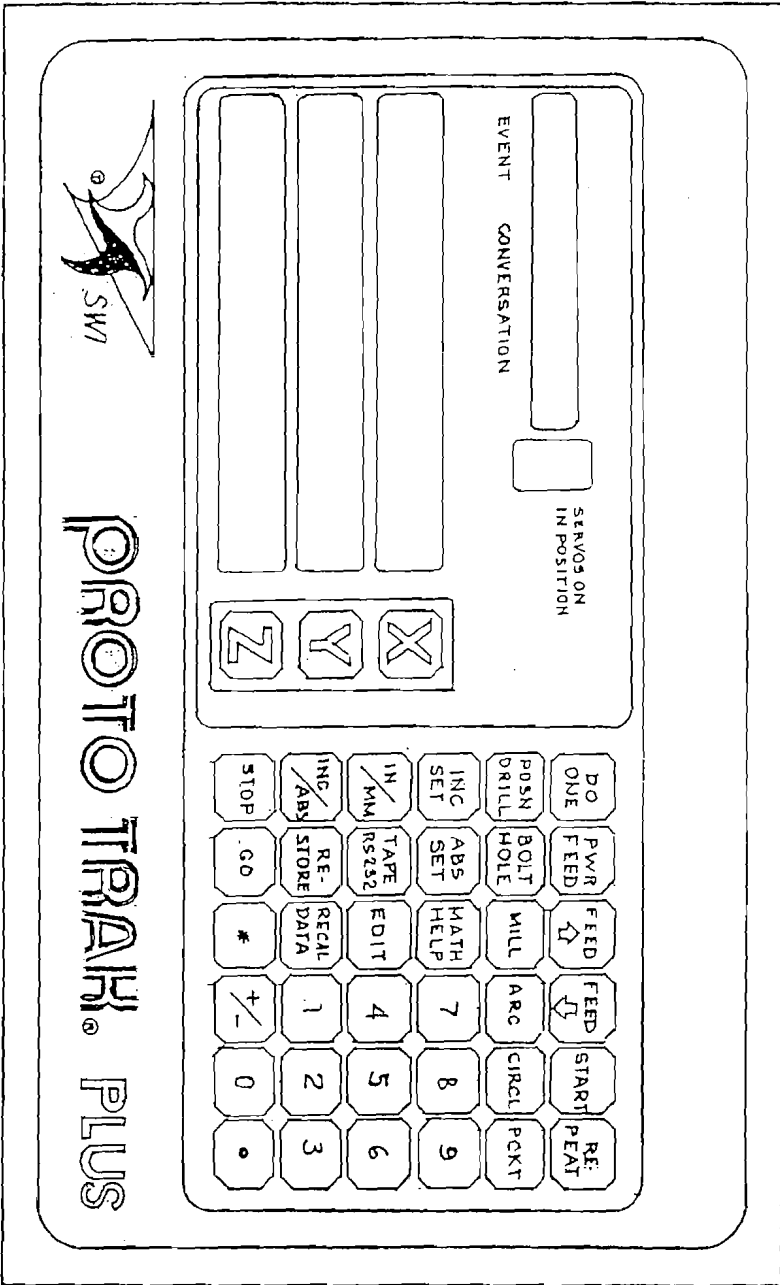 SERVOS ON
IN POSITION
EVENT CONVERSATION
X
Y
Z
DO ONE
PWR FEED
FEED ⇧
FEED ⇩
START
RE: PEAT
POSN DRILL
BOLT HOLE
MILL
ARC
CIRCL
PCKT
INC SET
ABS SET
MATH HELP
7
8
9
IN/MM
TAPE RS232
EDIT
4
5
6
INC/ABS
RE- STORE
RECAL DATA
1
2
3
STOP
GO
*
+/-
0
•
® SWI
PROTO TRAK® PLUS